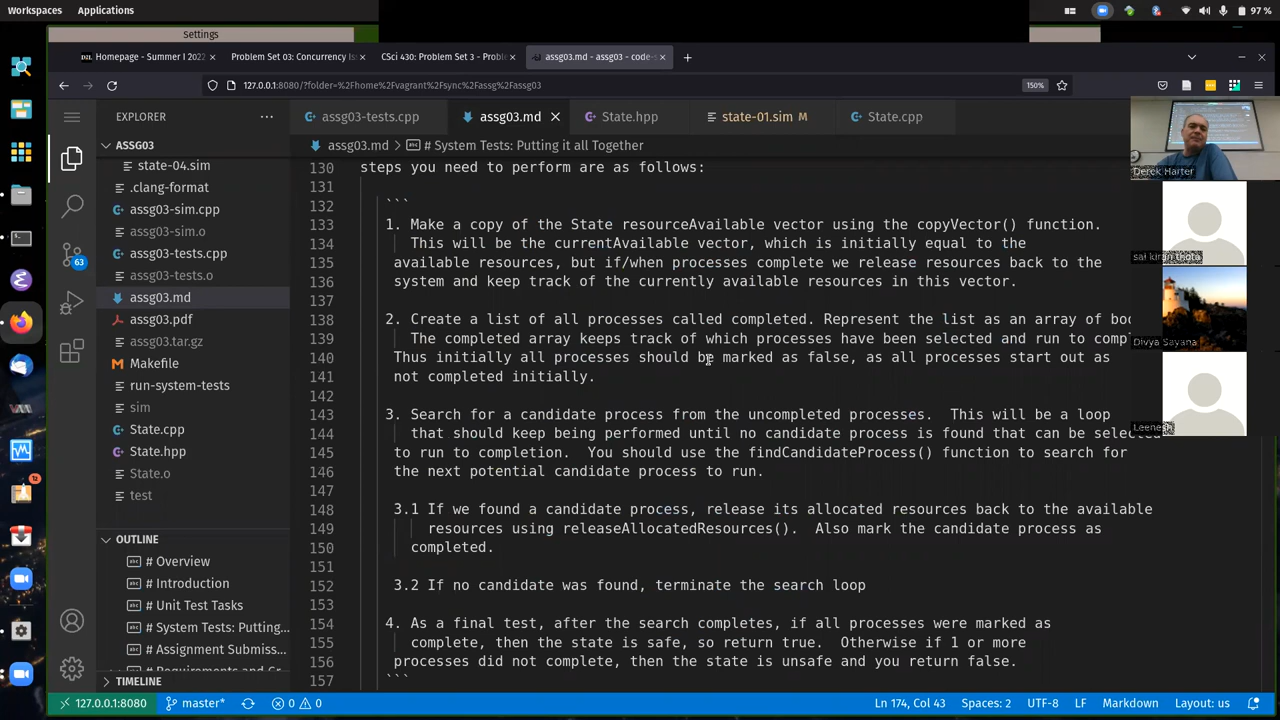 Workspaces
Applications
97 %
Settings
Homepage - Summer I 2022
Problem Set 03: Concurrency Iss
CSci 430: Problem Set 3 - Probl
assg03.md - assg03 - code-s
127.0.0.1:8080/?folder=%2Fhome%2Fvagrant%2Fsync%2Fassg%2Fassg03
150%
EXPLORER
assg03-tests.cpp
assg03.md
State.hpp
state-01.sim M
State.cpp
ASSG03
state-04.sim
.clang-format
assg03-sim.cpp
assg03-sim.o
assg03-tests.cpp
assg03-tests.o
assg03.md
assg03.pdf
assg03.tar.gz
Makefile
run-system-tests
sim
State.cpp
State.hpp
State.o
test
OUTLINE
# Overview
# Introduction
# Unit Test Tasks
# System Tests: Putting...
# Assignment Submiss...
# Requirements and Gr...
TIMELINE
63
12
assg03.md > # System Tests: Putting it all Together
130 steps you need to perform are as follows:
131
132 ```
133 1. Make a copy of the State resourceAvailable vector using the copyVector() function.
134 This will be the currentAvailable vector, which is initially equal to the
135 available resources, but if/when processes complete we release resources back to the
136 system and keep track of the currently available resources in this vector.
137
138 2. Create a list of all processes called completed. Represent the list as an array of boo
139 The completed array keeps track of which processes have been selected and run to comp
140 Thus initially all processes should be marked as false, as all processes start out as
141 not completed initially.
142
143 3. Search for a candidate process from the uncompleted processes.  This will be a loop
144 that should keep being performed until no candidate process is found that can be selected
145 to run to completion.  You should use the findCandidateProcess() function to search for
146 the next potential candidate process to run.
147
148 3.1 If we found a candidate process, release its allocated resources back to the available
149 resources using releaseAllocatedResources().  Also mark the candidate process as
150 completed.
151
152 3.2 If no candidate was found, terminate the search loop
153
154 4. As a final test, after the search completes, if all processes were marked as
155 complete, then the state is safe, so return true.  Otherwise if 1 or more
156 processes did not complete, then the state is unsafe and you return false.
157 ```
Derek Harter
sai kiran thota
Divya Sayana
Leenesh
127.0.0.1:8080
master*
0
0
Ln 174, Col 43
Spaces: 2
UTF-8
LF
Markdown
Layout: us